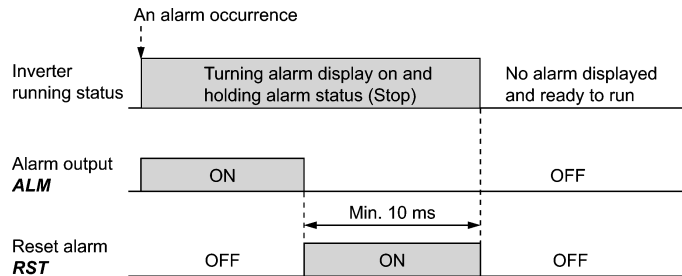 An alarm occurrence
Inverter
running status
Turning alarm display on and
holding alarm status (Stop)
No alarm displayed
and ready to run
Alarm output
ALM
ON
OFF
Min. 10 ms
Reset alarm
RST
OFF
ON
OFF